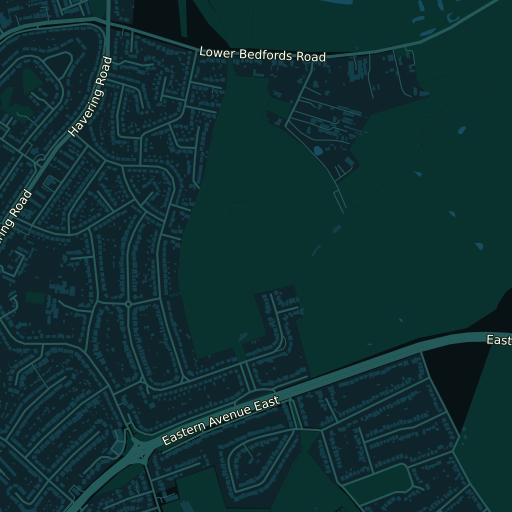 Lower Bedfords Road
Havering Road
ring Road
East
Eastern Avenue East